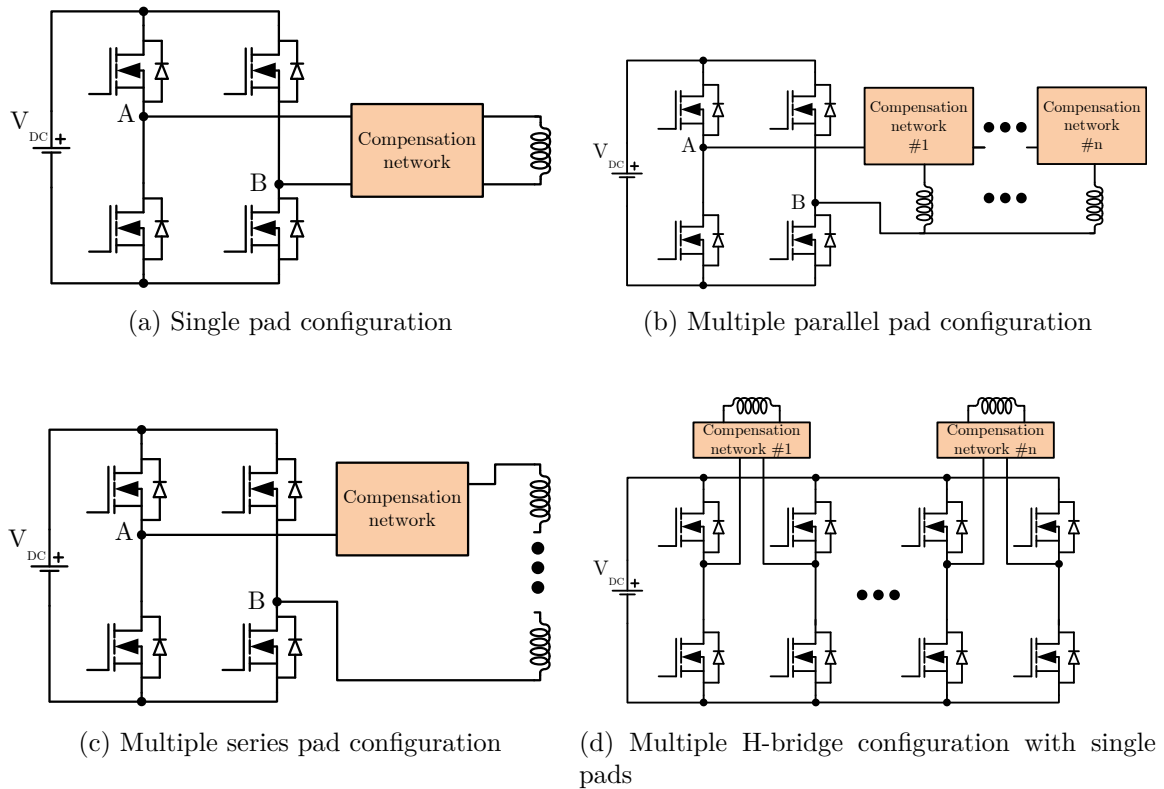 V
DC
+
A
B
Compensation
network
(a) Single pad configuration
V
DC
+
A
B
Compensation
network
#1
Compensation
network
#n
(b) Multiple parallel pad configuration
V
DC
+
A
B
Compensation
network
(c) Multiple series pad configuration
V
DC
+
Compensation
network #1
Compensation
network #n
(d) Multiple H-bridge configuration with single
pads